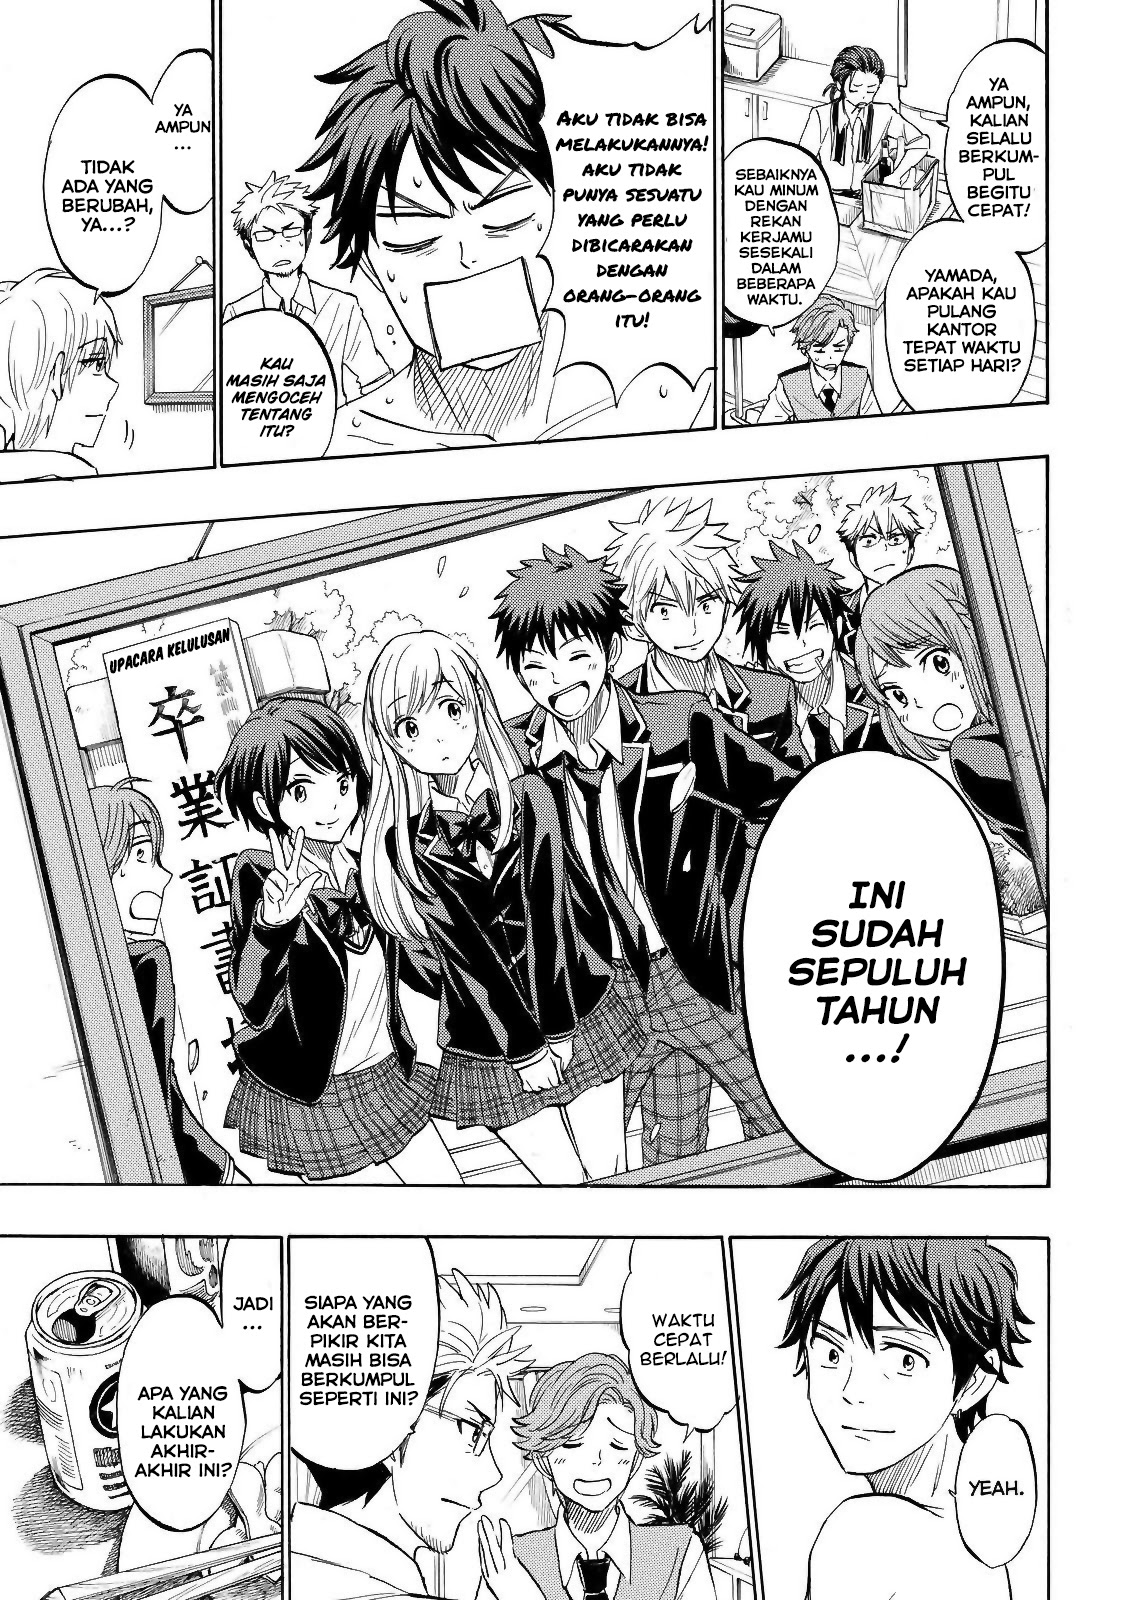 YA
AMPUN,
KALIAN
SELALU
BERKUM-
PUL
BEGITU
CEPAT!
YAMADA,
APAKAH KAU
PULANG
KANTOR
TEPAT WAKTU
SETIAP HARI?
SEBAIKNYA
KAU MINUM
DENGAN
REKAN
KERJAMU
SESEKALI
DALAM
BEBERAPA
WAKTU.
AKU TIDAK BISA
MELAKUKANNYA!
AKU TIDAK
PUNYA SESUATU
YANG PERLU
DIBICARAKAN
DENGAN
ORANG-ORANG
ITU!
KAU
MASIH SAJA
MENGOCEH
TENTANG
ITU?
YA
AMPUN
...
TIDAK
ADA YANG
BERUBAH,
YA...?
UPACARA KELULUSAN
卒業証書
INI
SUDAH
SEPULUH
TAHUN
...!
YEAH.
WAKTU
CEPAT
BERLALU!
SIAPA YANG
AKAN BER-
PIKIR KITA
MASIH BISA
BERKUMPUL
SEPERTI INI?
JADI
...
APA YANG
KALIAN
LAKUKAN
AKHIR-
AKHIR INI?